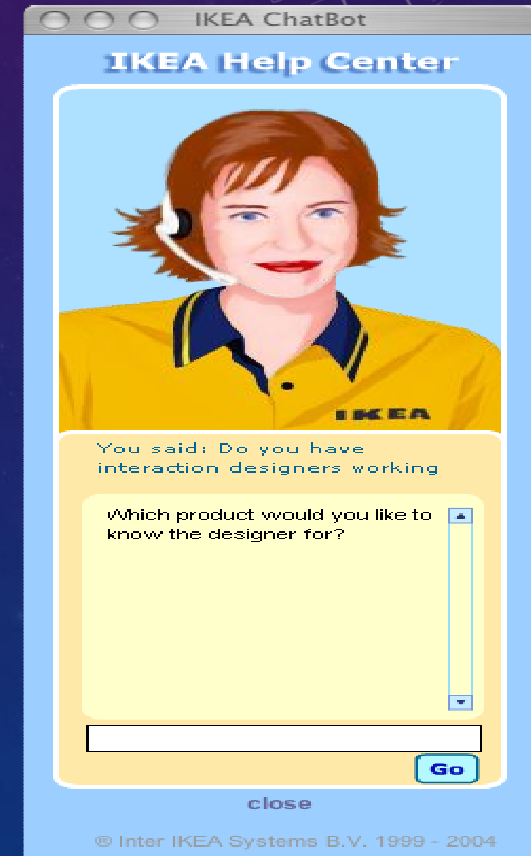 IKEA ChatBot
IKEA Help Center
IKEA
You said: Do you have
interaction designers working
Which product would you like to
know the designer for?
Go
close
® Inter IKEA Systems B.V. 1999 - 2004